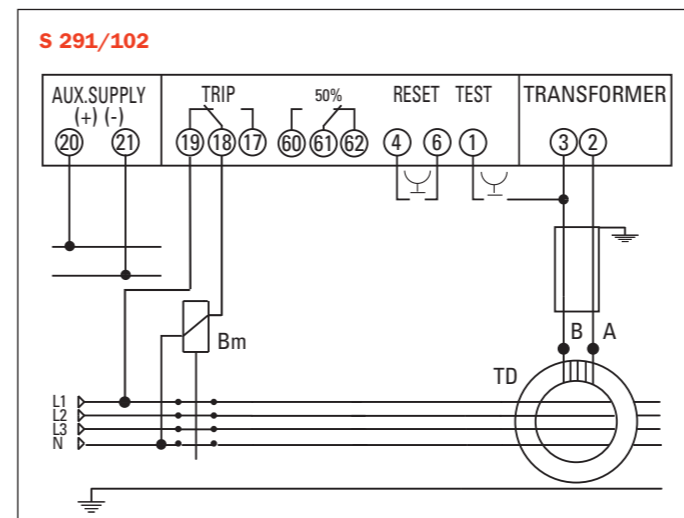 S 291/102
AUX.SUPPLY TRIP 50% RESET TEST TRANSFORMER
(+) (-)
20 21 19 18 17 60 61 62 4 6 1 3 2
Bm
B A
TD
L1
L2
L3
N